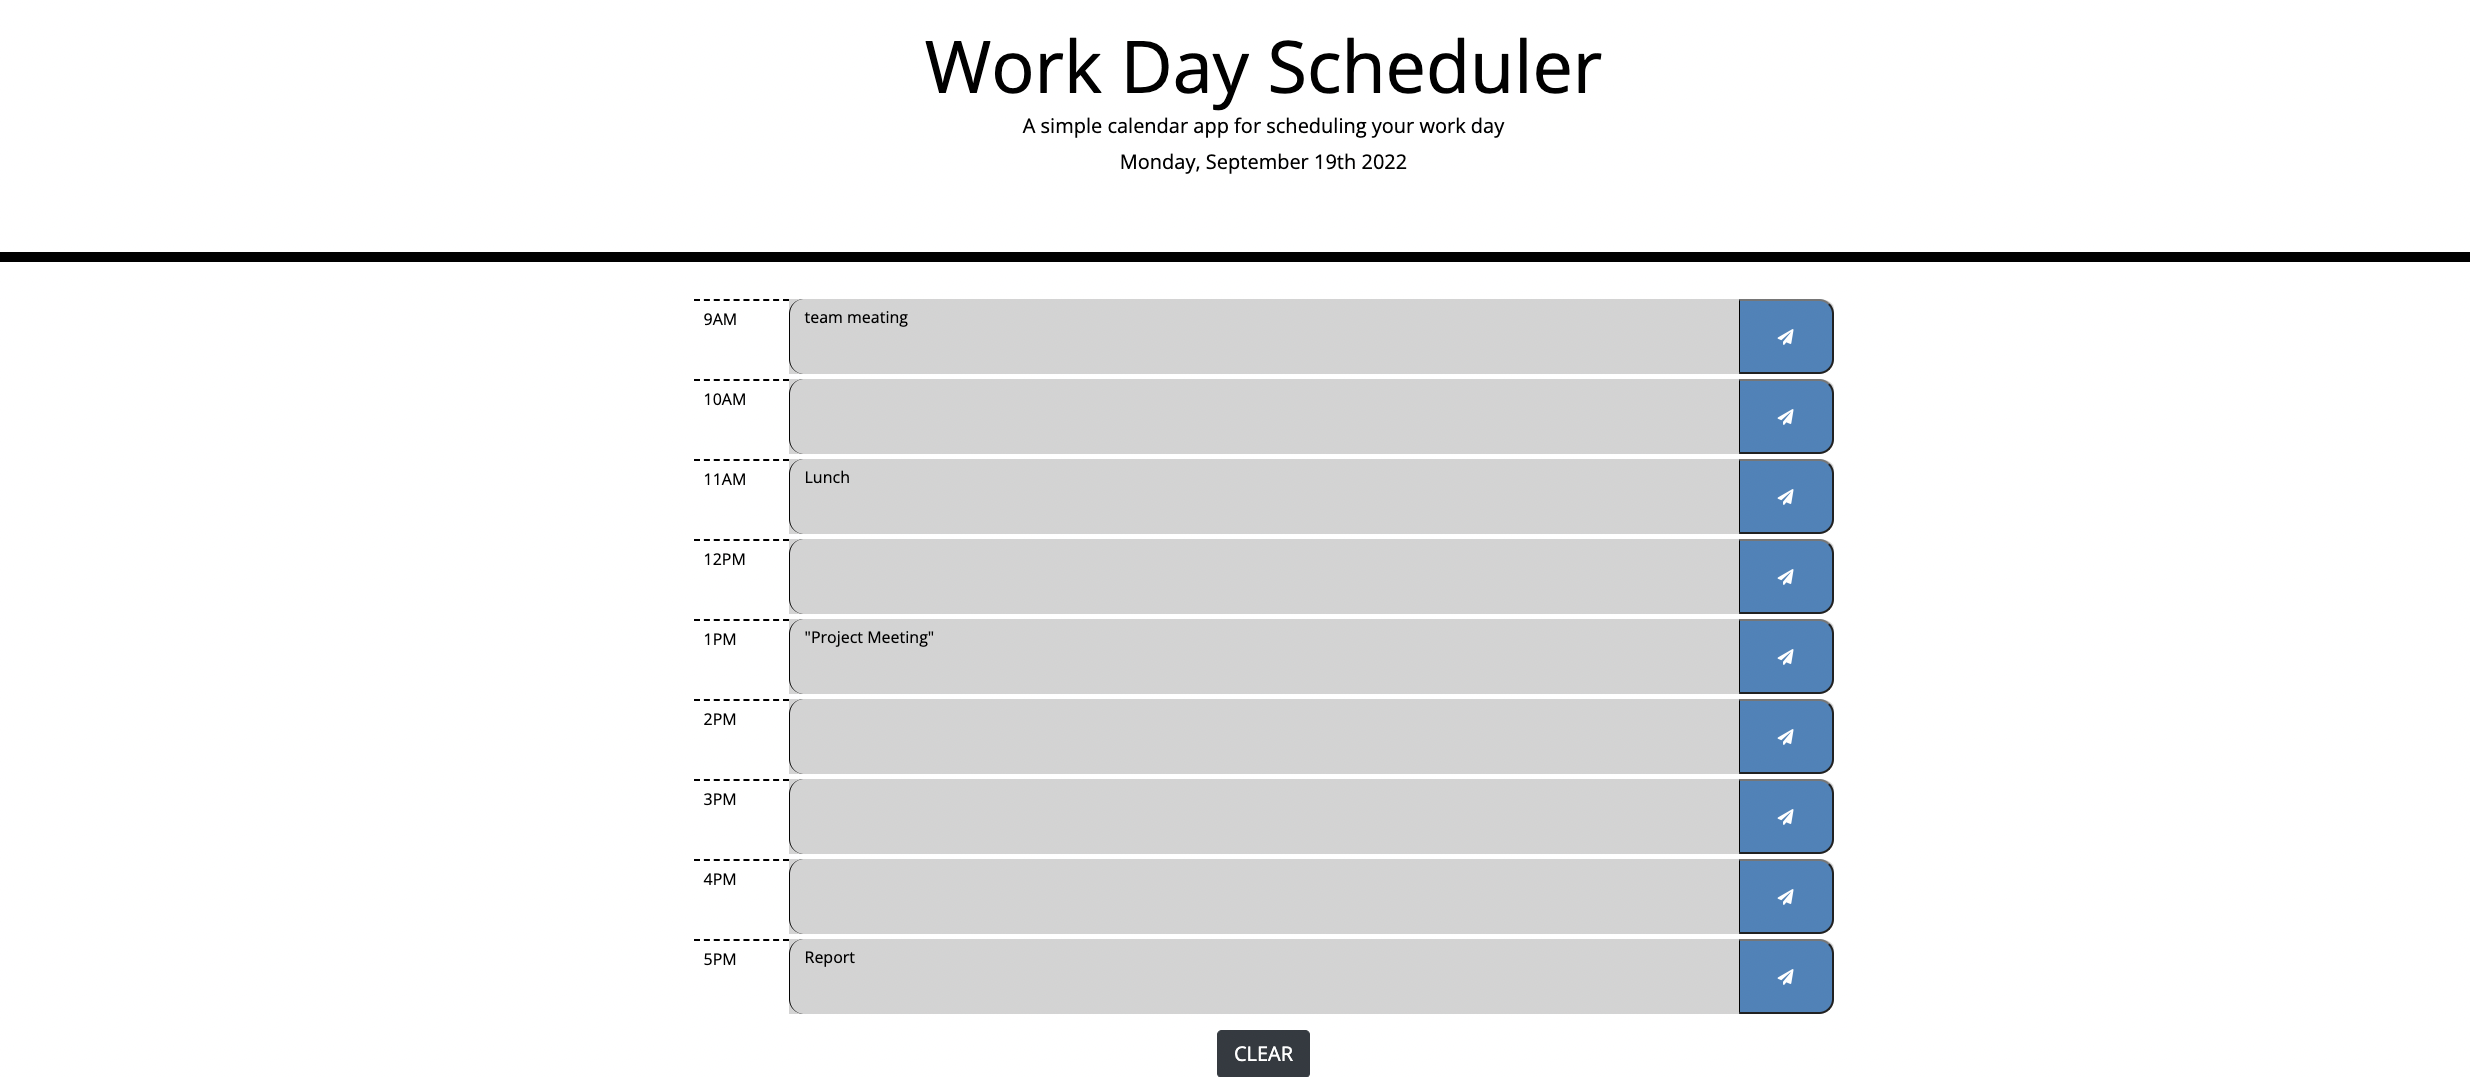 Work Day Scheduler
A simple calendar app for scheduling your work day
Monday, September 19th 2022
9AM team meating
10AM
11AM Lunch
12PM
1PM "Project Meeting"
2PM
3PM
4PM
5PM Report
CLEAR